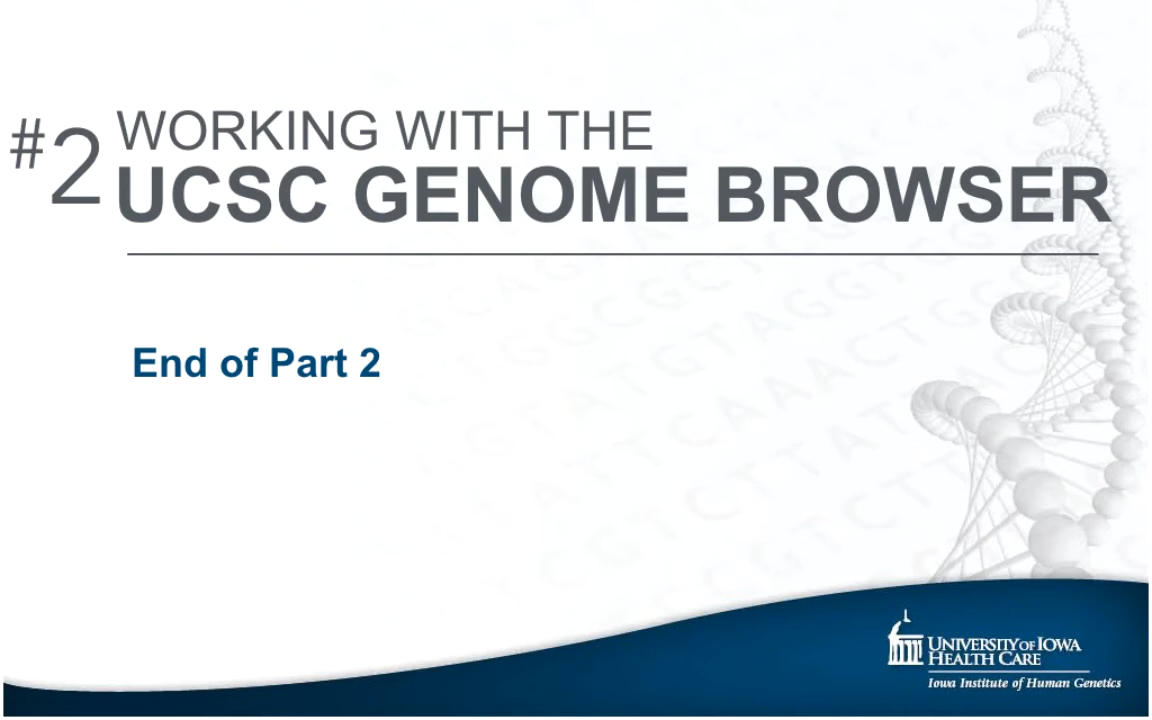 #2 WORKING WITH THE
UCSC GENOME BROWSER
End of Part 2
UNIVERSITY OF IOWA
HEALTH CARE
Iowa Institute of Human Genetics